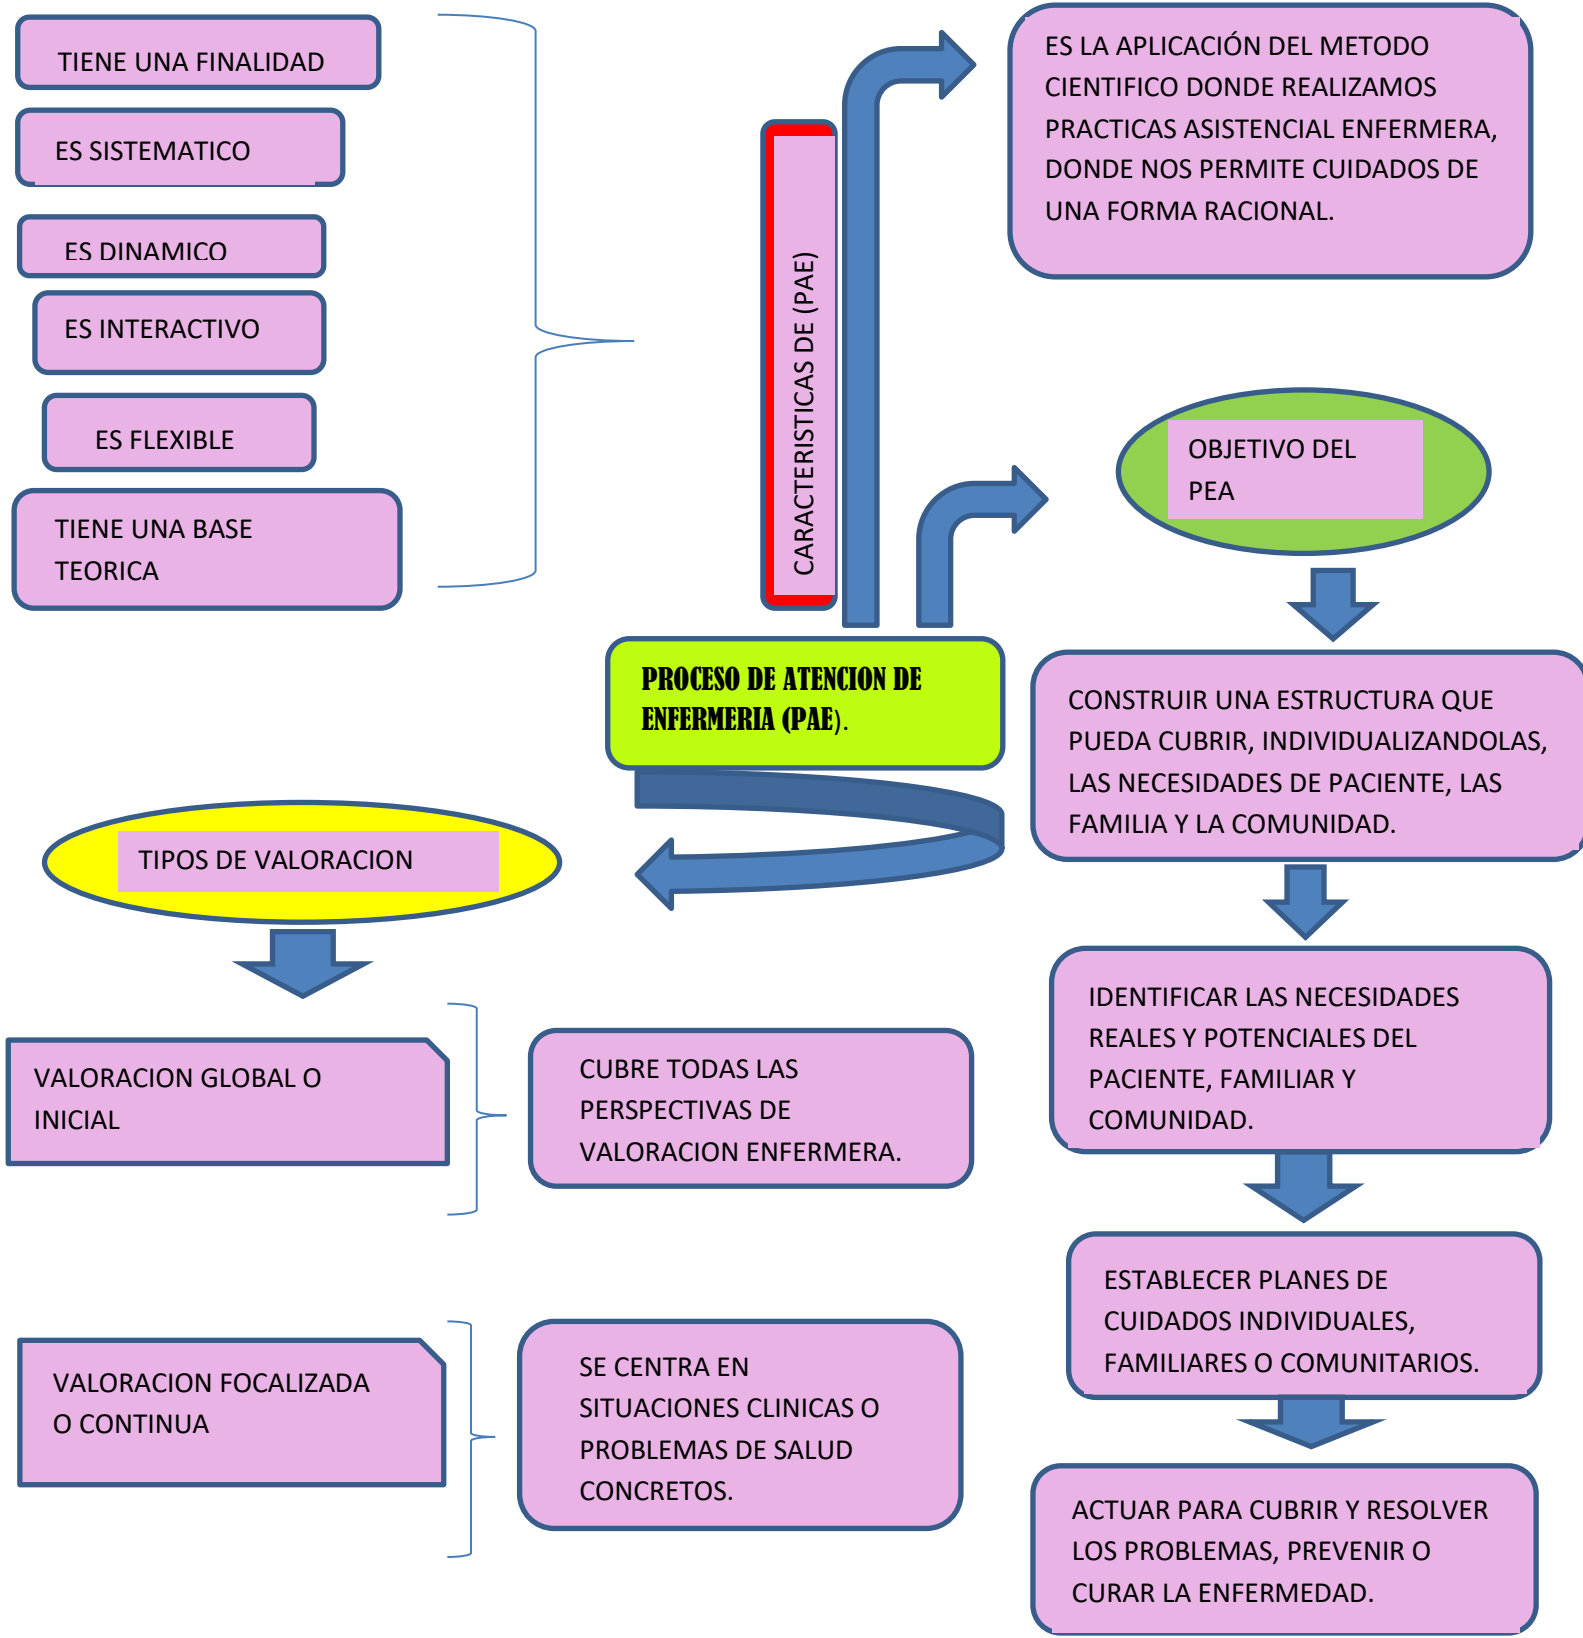 TIENE UNA FINALIDAD
ES SISTEMATICO
ES DINAMICO
ES INTERACTIVO
ES FLEXIBLE
TIENE UNA BASE
TEORICA
CARACTERISTICAS DE (PAE)
ES LA APLICACIÓN DEL METODO
CIENTIFICO DONDE REALIZAMOS
PRACTICAS ASISTENCIAL ENFERMERA,
DONDE NOS PERMITE CUIDADOS DE
UNA FORMA RACIONAL.
OBJETIVO DEL
PEA
PROCESO DE ATENCION DE
ENFERMERIA (PAE).
CONSTRUIR UNA ESTRUCTURA QUE
PUEDA CUBRIR, INDIVIDUALIZANDOLAS,
LAS NECESIDADES DE PACIENTE, LAS
FAMILIA Y LA COMUNIDAD.
IDENTIFICAR LAS NECESIDADES
REALES Y POTENCIALES DEL
PACIENTE, FAMILIAR Y
COMUNIDAD.
ESTABLECER PLANES DE
CUIDADOS INDIVIDUALES,
FAMILIARES O COMUNITARIOS.
ACTUAR PARA CUBRIR Y RESOLVER
LOS PROBLEMAS, PREVENIR O
CURAR LA ENFERMEDAD.
TIPOS DE VALORACION
VALORACION GLOBAL O
INICIAL
CUBRE TODAS LAS
PERSPECTIVAS DE
VALORACION ENFERMERA.
VALORACION FOCALIZADA
O CONTINUA
SE CENTRA EN
SITUACIONES CLINICAS O
PROBLEMAS DE SALUD
CONCRETOS.